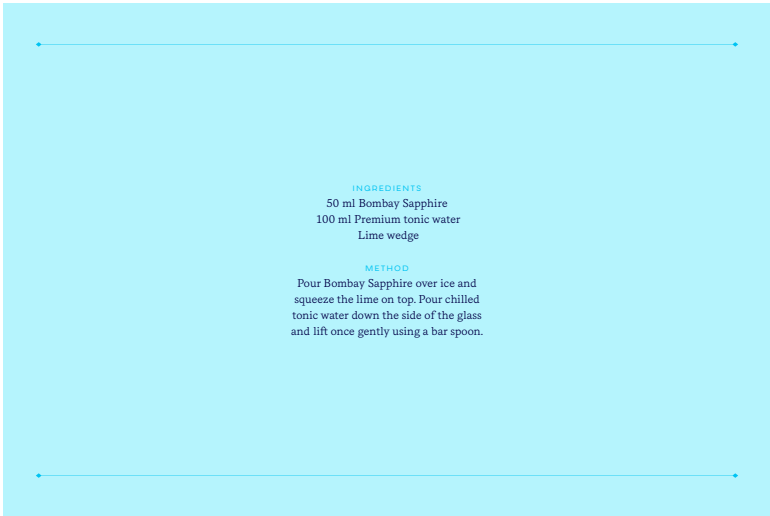 INGREDIENTS
50 ml Bombay Sapphire
100 ml Premium tonic water
Lime wedge
METHOD
Pour Bombay Sapphire over ice and
squeeze the lime on top. Pour chilled
tonic water down the side of the glass
and lift once gently using a bar spoon.